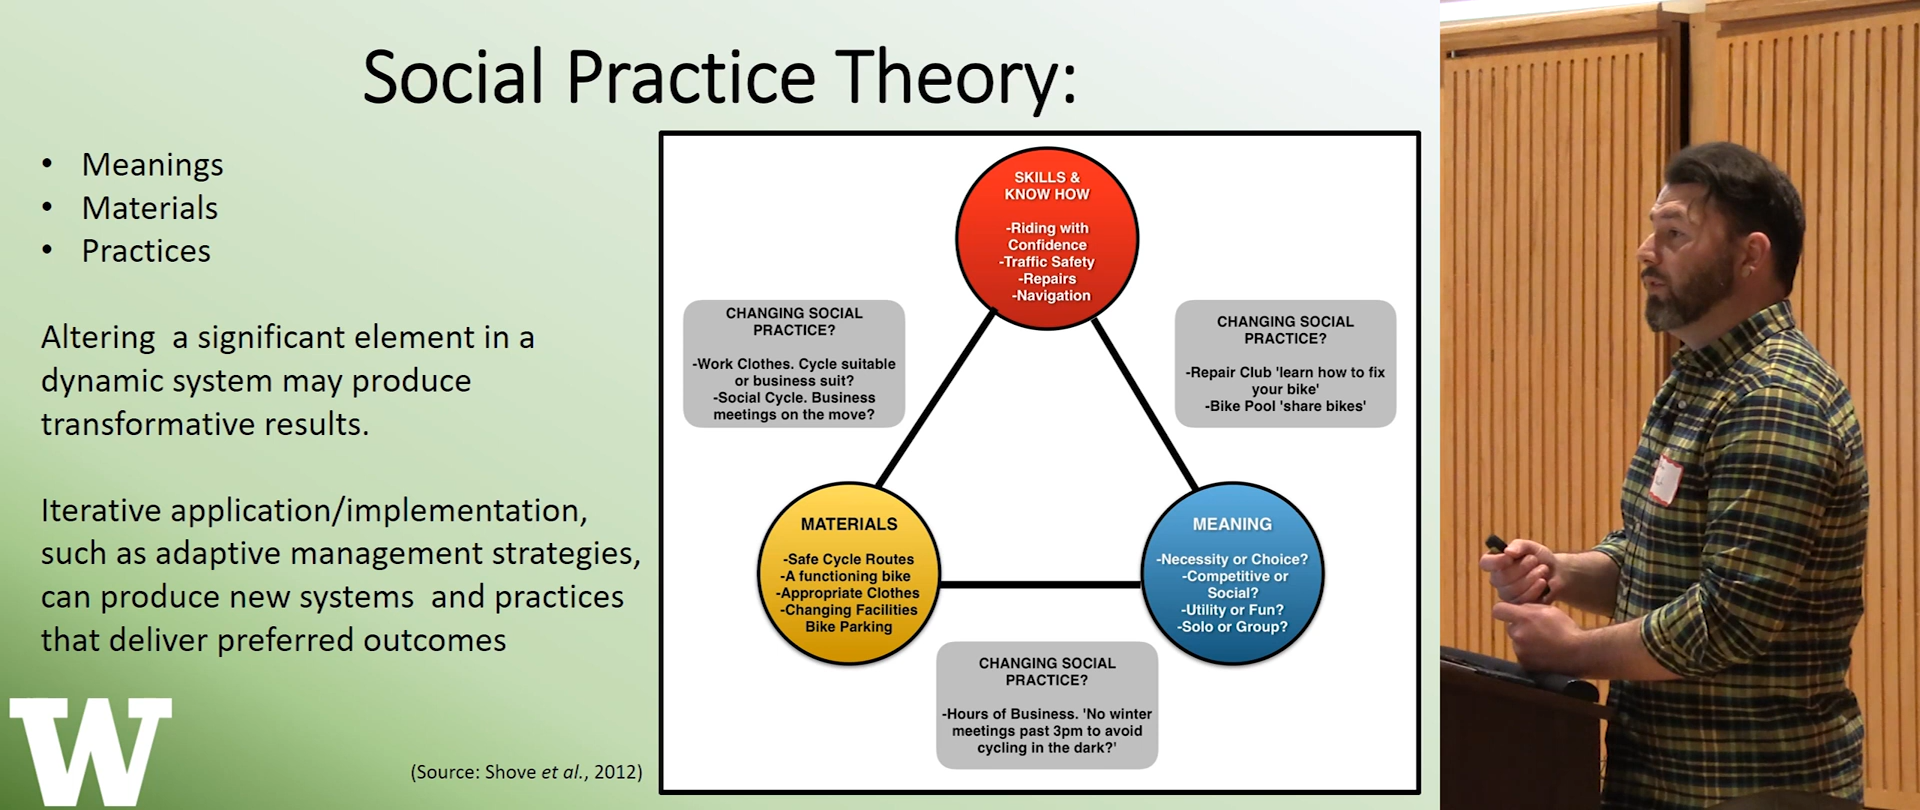 Social Practice Theory:
• Meanings
• Materials
• Practices
Altering a significant element in a
dynamic system may produce
transformative results.
Iterative application/implementation,
such as adaptive management strategies,
can produce new systems and practices
that deliver preferred outcomes
W
(Source: Shove et al., 2012)
SKILLS &
KNOW HOW
-Riding with
Confidence
-Traffic Safety
-Repairs
-Navigation
CHANGING SOCIAL
PRACTICE?
-Work Clothes. Cycle suitable
or business suit?
-Social Cycle. Business
meetings on the move?
CHANGING SOCIAL
PRACTICE?
-Repair Club 'learn how to fix
your bike'
-Bike Pool 'share bikes'
MATERIALS
-Safe Cycle Routes
-A functioning bike
-Appropriate Clothes
-Changing Facilities
Bike Parking
MEANING
-Necessity or Choice?
-Competitive or
Social?
-Utility or Fun?
-Solo or Group?
CHANGING SOCIAL
PRACTICE?
-Hours of Business. 'No winter
meetings past 3pm to avoid
cycling in the dark?'